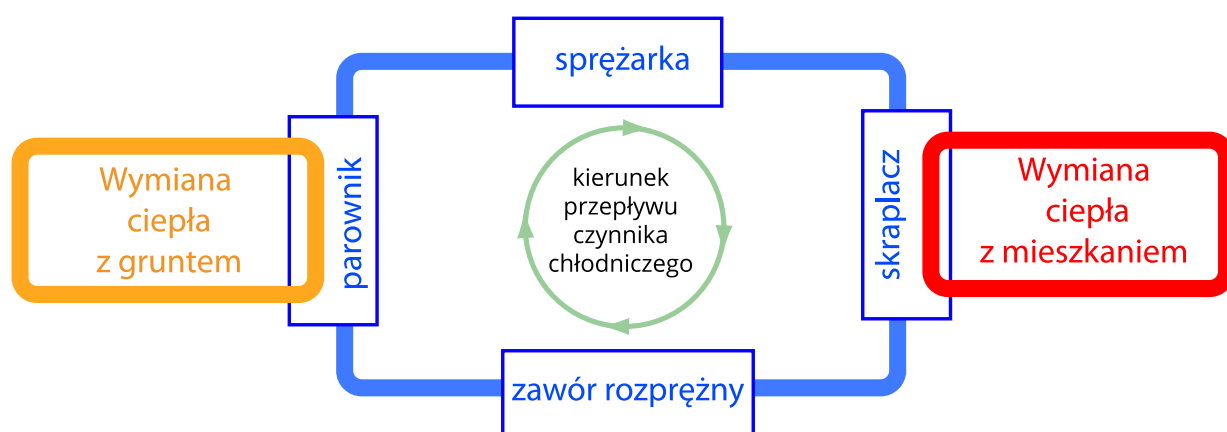 sprężarka
Wymiana
ciepła
z gruntem
parownik
kierunek
przepływu
czynnika
chłodniczego
skraplacz
Wymiana
ciepła
z mieszkaniem
zawór rozprężny